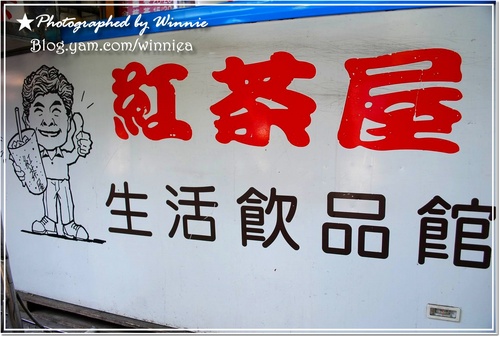 ★ Photographed by Winnie
Blog.yam.com/winniea
紅茶屋
生活飲品館